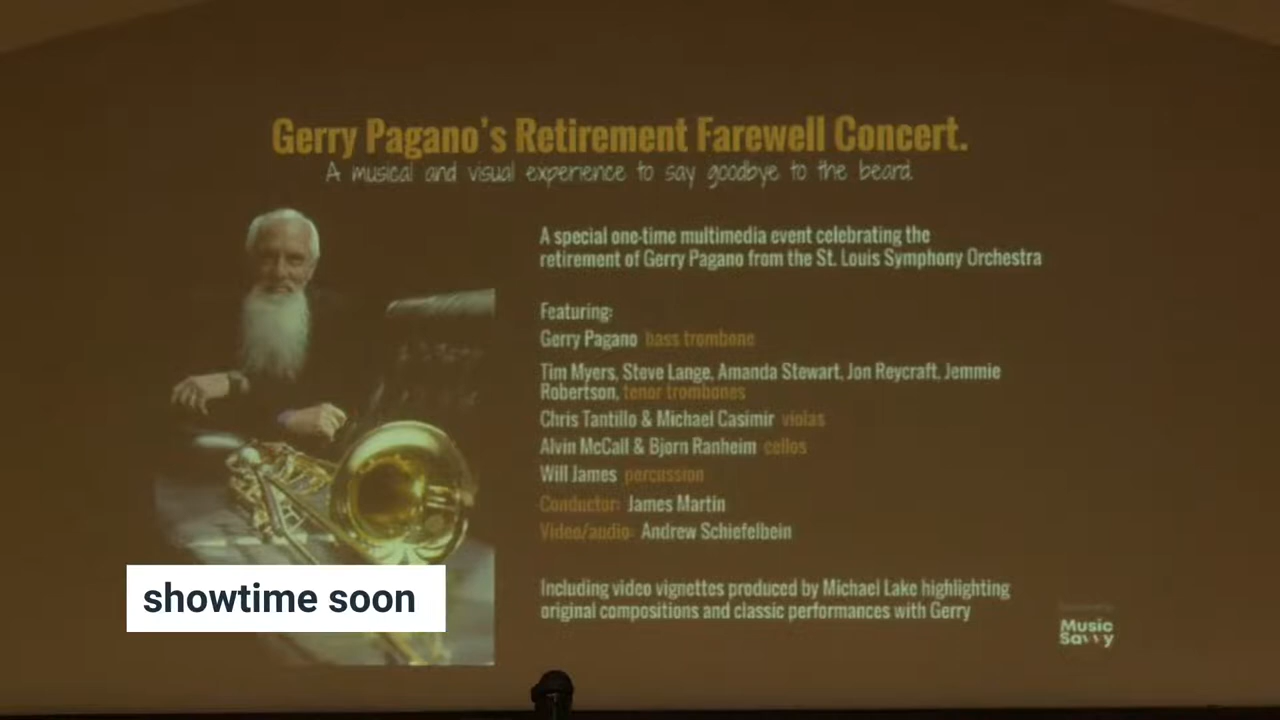 Gerry Pagano's Retirement Farewell Concert.
A musical and visual experience to say goodbye to the beard.
A special one-time multimedia event celebrating the
retirement of Gerry Pagano from the St. Louis Symphony Orchestra
Featuring:
Gerry Pagano bass trombone
Tim Myers, Steve Lange, Amanda Stewart, Jon Reycraft, Jemmie
Robertson, tenor trombones
Chris Tantillo & Michael Casimir violas
Alvin McCall & Bjorn Ranheim cellos
Will James percussion
Conductor: James Martin
Video/audio: Andrew Schiefelbein
showtime soon
Including video vignettes produced by Michael Lake highlighting
original compositions and classic performances with Gerry
Music
Savvy